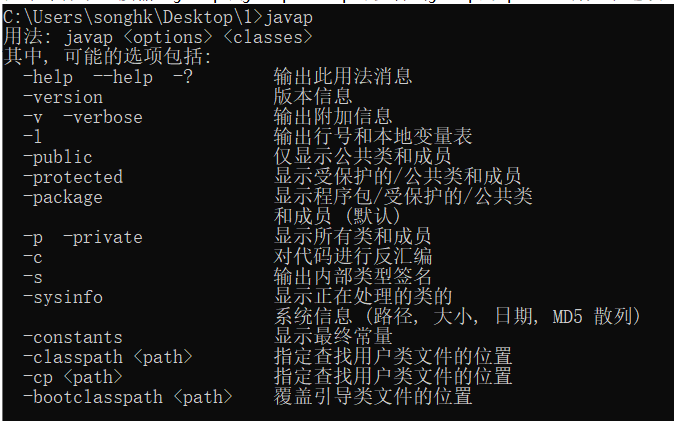 C:\Users\songhk\Desktop\1>javap
用法: javap <options> <classes>
其中, 可能的选项包括:
  -help  --help  -?        输出此用法消息
  -version                 版本信息
  -v  -verbose             输出附加信息
  -l                       输出行号和本地变量表
  -public                  仅显示公共类和成员
  -protected               显示受保护的/公共类和成员
  -package                 显示程序包/受保护的/公共类
                           和成员 (默认)
  -p  -private             显示所有类和成员
  -c                       对代码进行反汇编
  -s                       输出内部类型签名
  -sysinfo                 显示正在处理的类的
                           系统信息 (路径, 大小, 日期, MD5 散列)
  -constants               显示最终常量
  -classpath <path>        指定查找用户类文件的位置
  -cp <path>               指定查找用户类文件的位置
  -bootclasspath <path>    覆盖引导类文件的位置